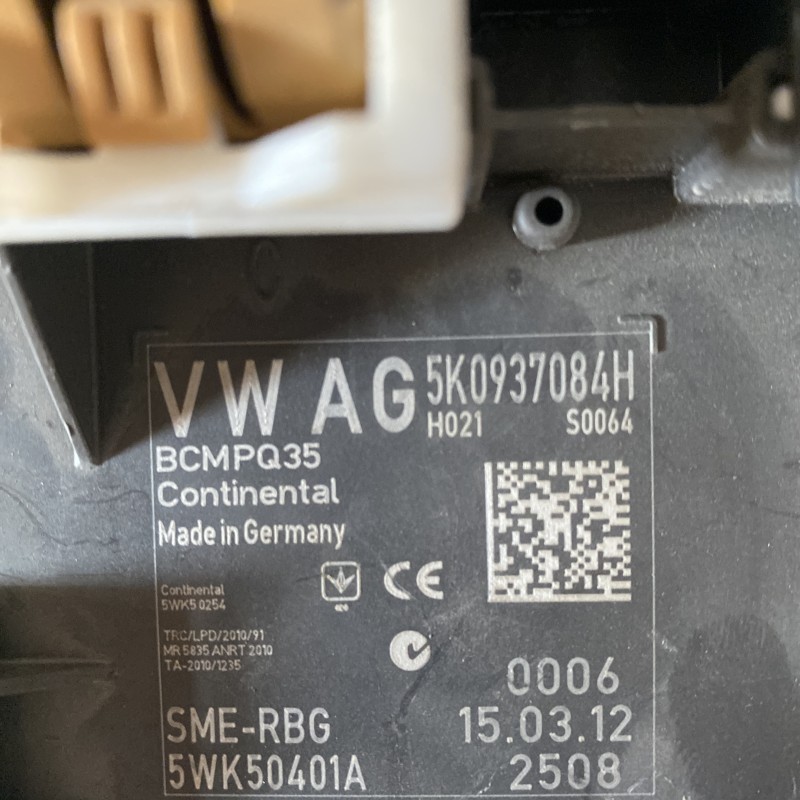 VW AG 5K0937084H
H021 S0064
BCMPQ35
Continental
Made in Germany
Continental
5WK50254
CE
TRC/LPD/2010/91
MR 5835 ANRT 2010
TA-2010/1235
0006
SME-RBG 15.03.12
5WK50401A 2508